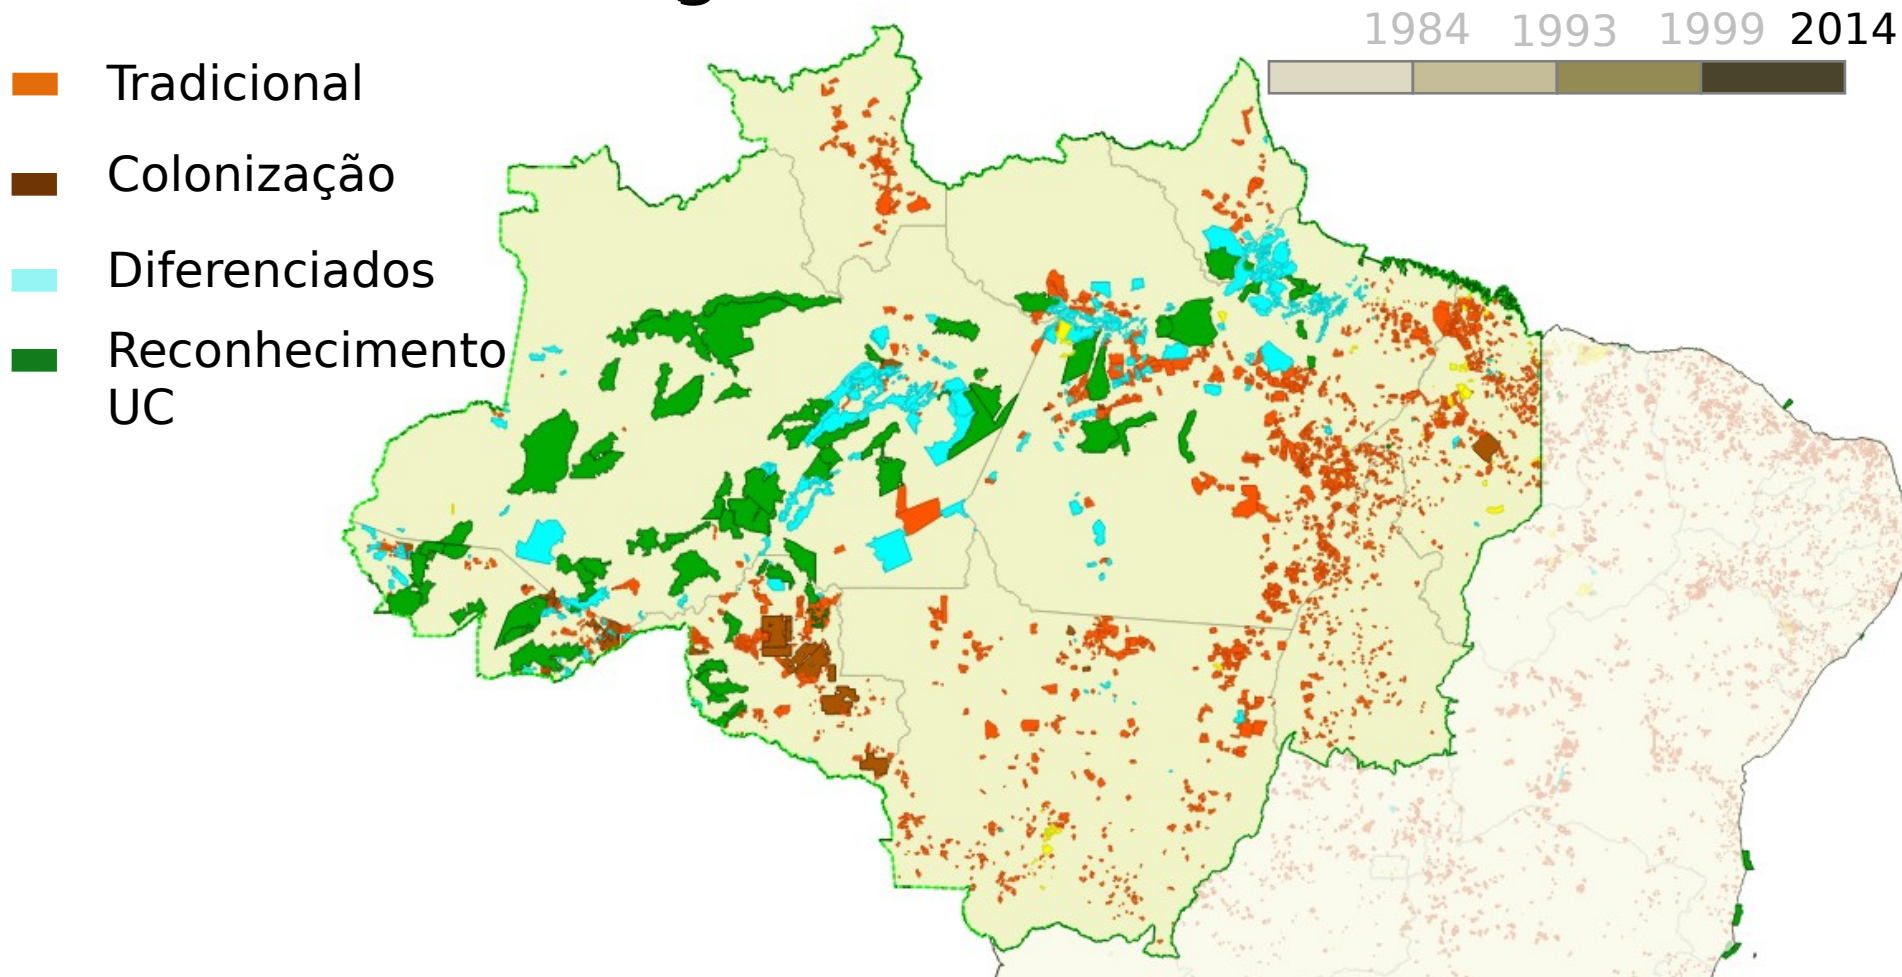 1984 1993 1999 2014
Tradicional
Colonização
Diferenciados
Reconhecimento
UC